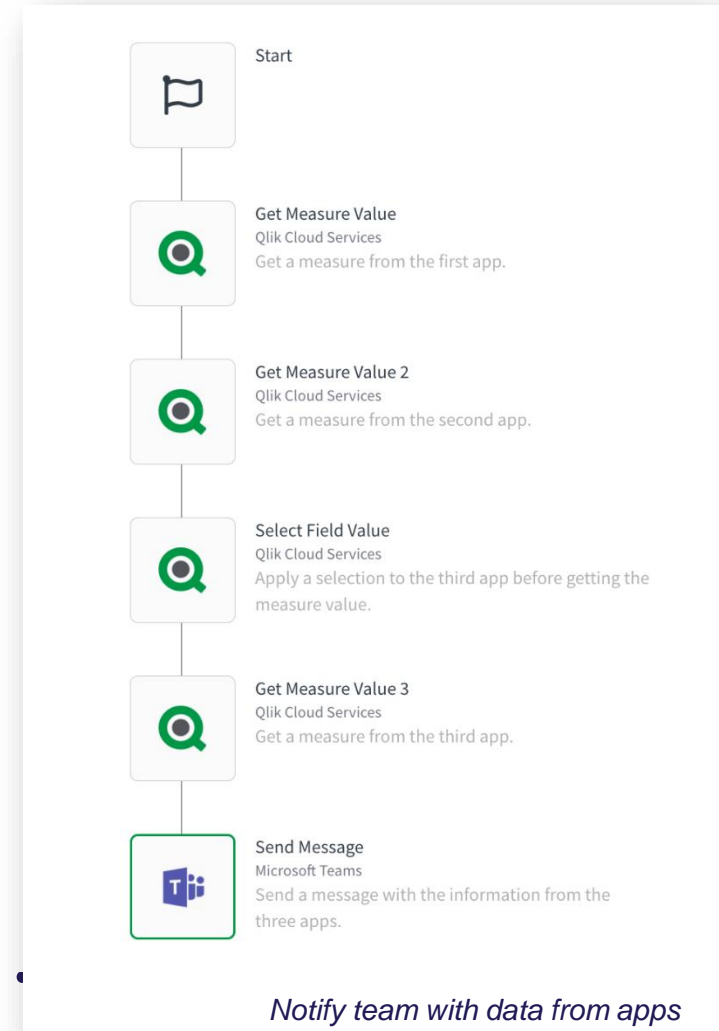 Start
Get Measure Value
Qlik Cloud Services
Get a measure from the first app.
Get Measure Value 2
Qlik Cloud Services
Get a measure from the second app.
Select Field Value
Qlik Cloud Services
Apply a selection to the third app before getting the
measure value.
Get Measure Value 3
Qlik Cloud Services
Get a measure from the third app.
Send Message
Microsoft Teams
Send a message with the information from the
three apps.
Notify team with data from apps